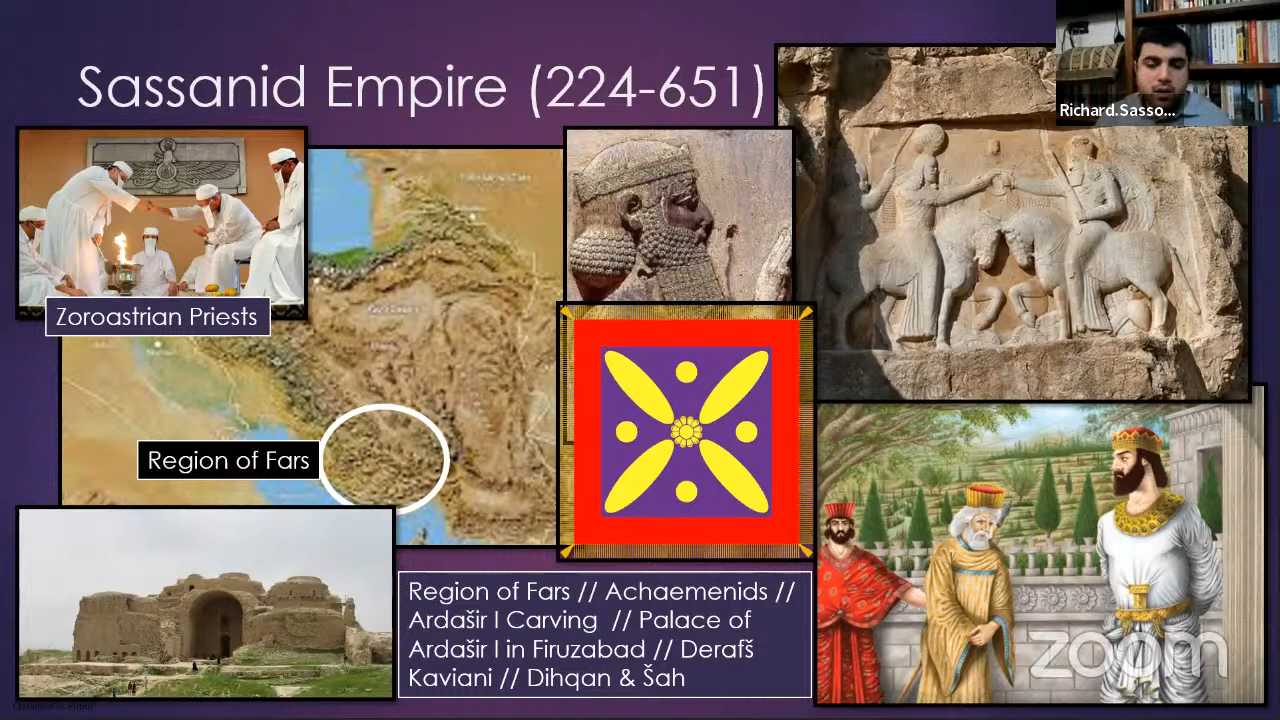 Sassanid Empire (224-651)
Richard.Sasso...
Zoroastrian Priests
Region of Fars
Region of Fars // Achaemenids //
Ardašir I Carving // Palace of
Ardašir I in Firuzabad // Derafš
Kaviani // Dihqan & Šah
zoom